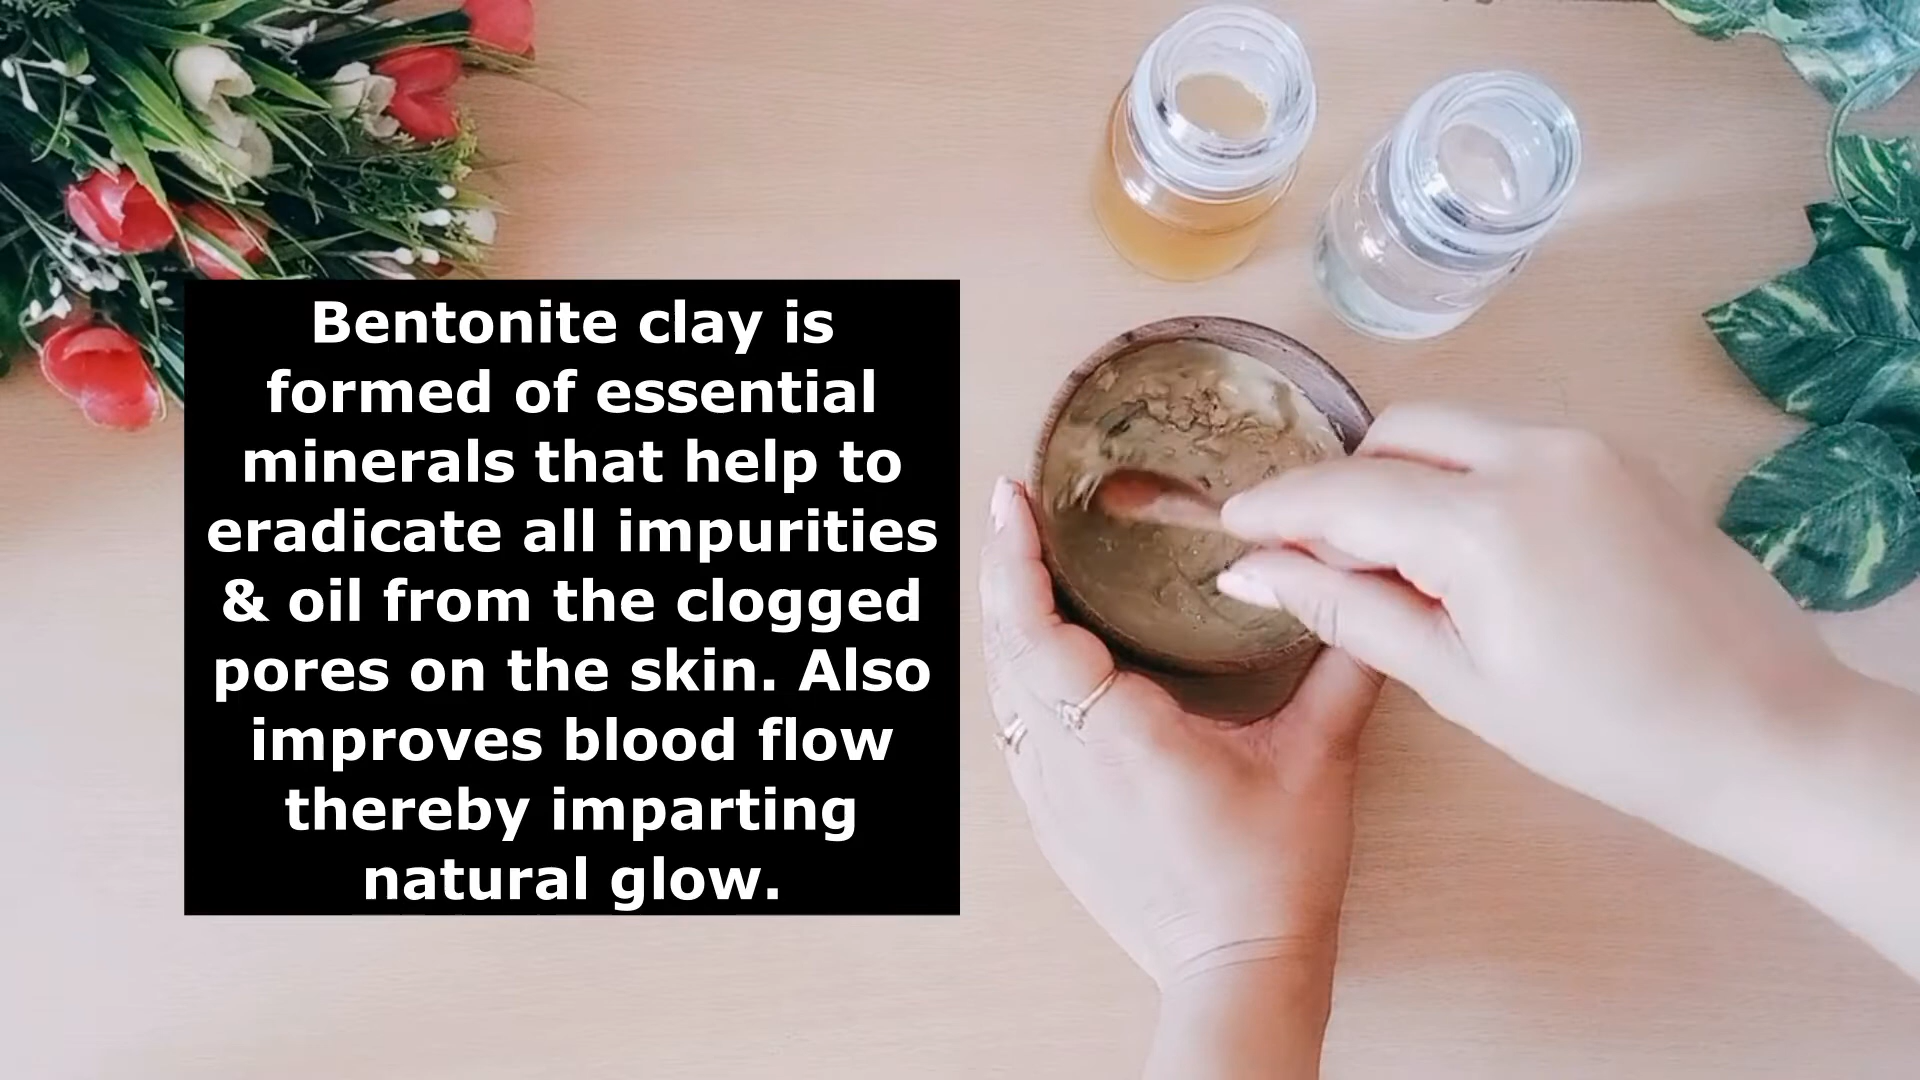 Bentonite clay is
formed of essential
minerals that help to
eradicate all impurities
& oil from the clogged
pores on the skin. Also
improves blood flow
thereby imparting
natural glow.